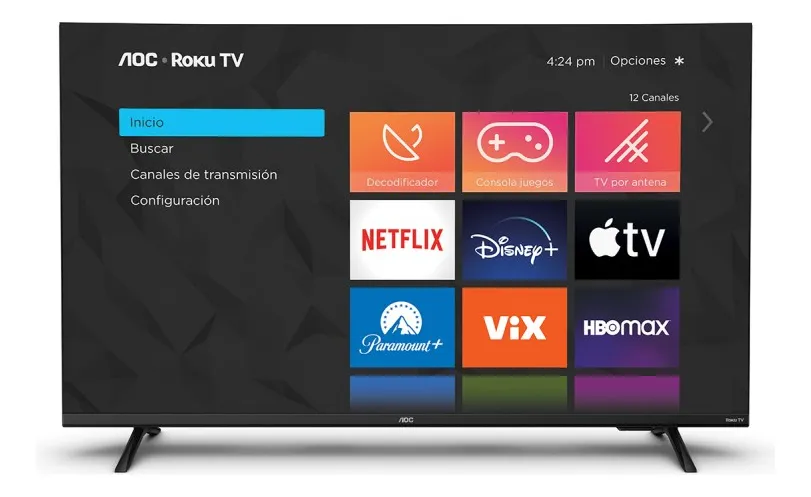 AOC • Roku TV
4:24 pm | Opciones *
12 Canales
Inicio
Buscar
Canales de transmisión
Configuración
Decodificador
Consola juegos
TV por antena
NETFLIX
Disney+
tv
Paramount+
ViX
HBOmax
AOC
Roku TV